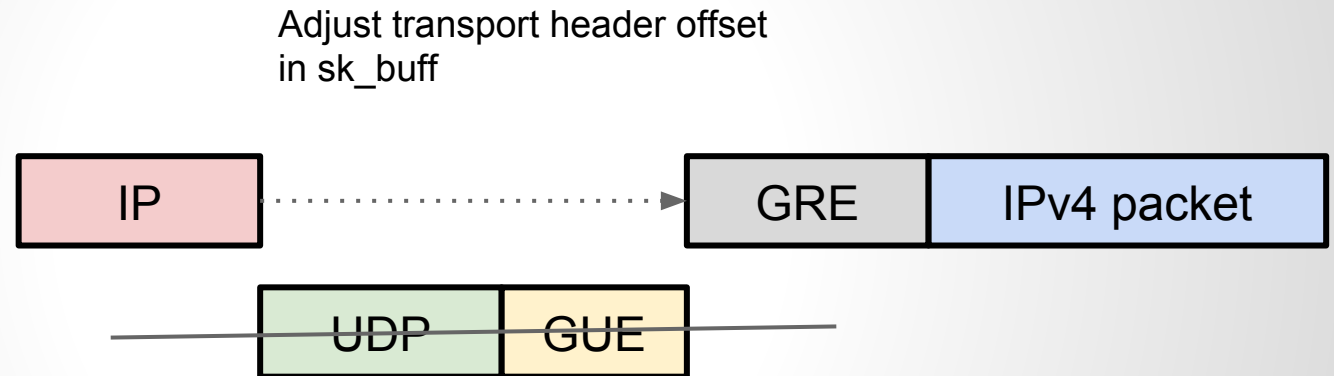 Adjust transport header offset
in sk_buff
IP
GRE
IPv4 packet
UDP
GUE